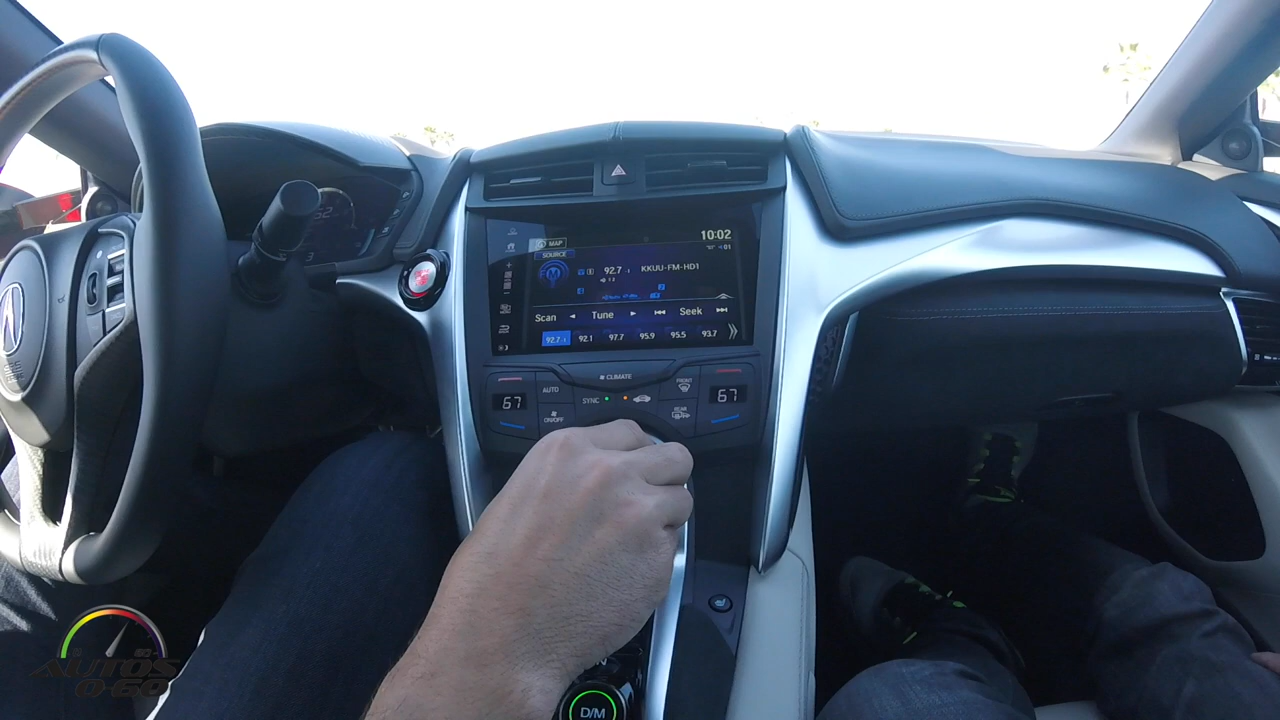 10:02
MAP
SOURCE
92.7
KKUU-FM-HD1
Scan
Tune
Seek
92.7
92.1
97.7
95.9
95.5
93.7
CLIMATE
AUTO
FRONT
67
SYNC
67
ON/OFF
REAR
D/M
AUTOS
0-60